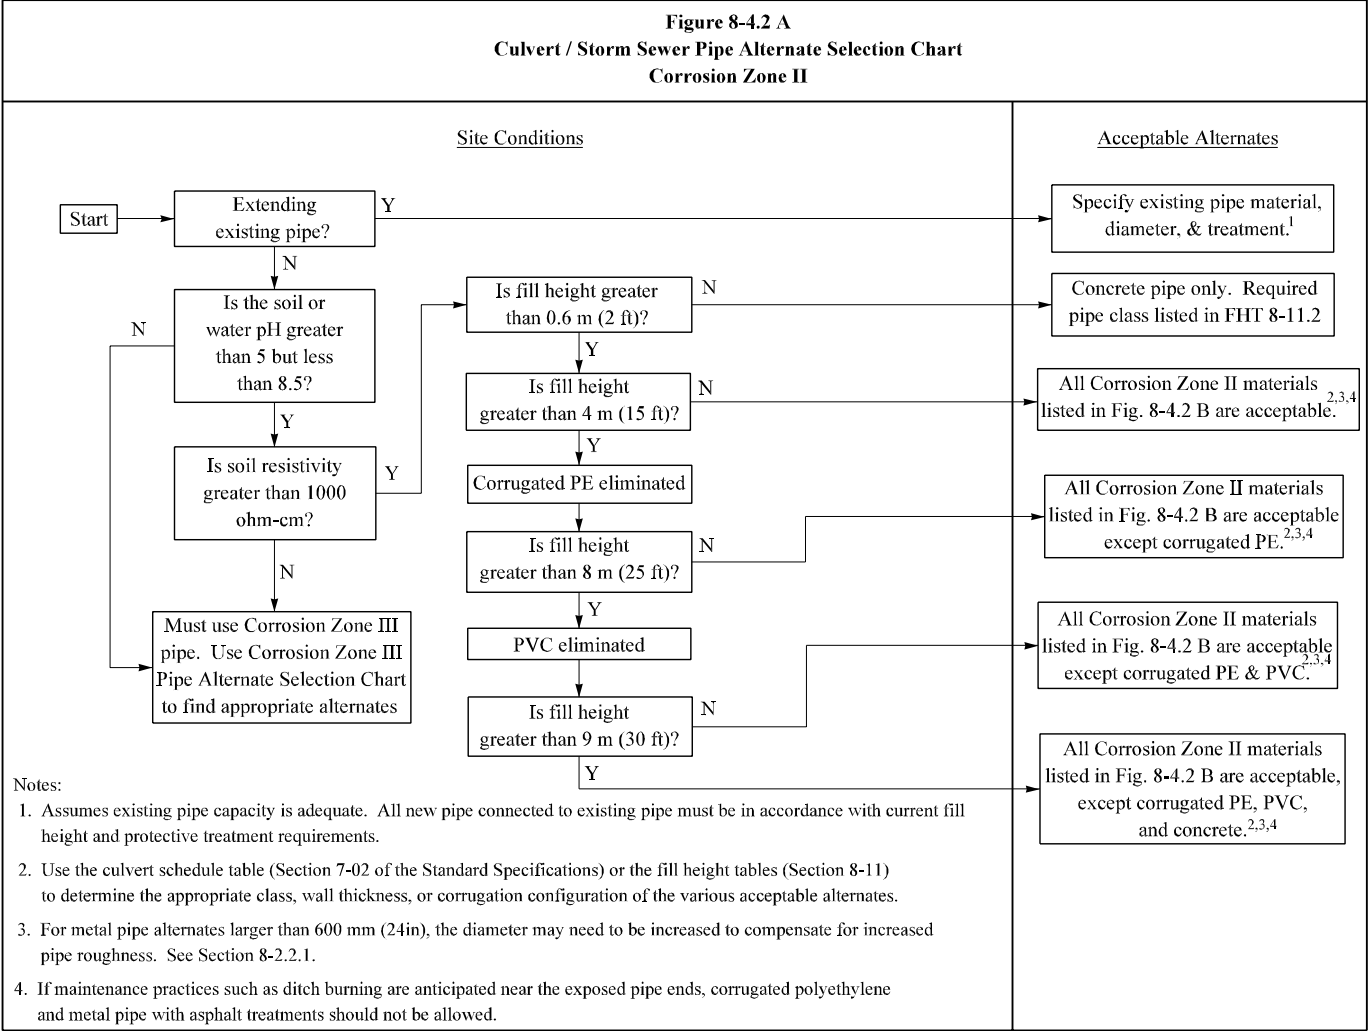 Figure 8-4.2 A
Culvert / Storm Sewer Pipe Alternate Selection Chart
Corrosion Zone II
Site Conditions
Acceptable Alternates
Start
Extending
existing pipe?
Y
N
Is the soil or
water pH greater
than 5 but less
than 8.5?
N
Y
Is soil resistivity
greater than 1000
ohm-cm?
Y
N
Must use Corrosion Zone III
pipe. Use Corrosion Zone III
Pipe Alternate Selection Chart
to find appropriate alternates
Is fill height greater
than 0.6 m (2 ft)?
N
Y
Is fill height
greater than 4 m (15 ft)?
N
Y
Corrugated PE eliminated
Is fill height
greater than 8 m (25 ft)?
N
Y
PVC eliminated
Is fill height
greater than 9 m (30 ft)?
N
Y
Specify existing pipe material,
diameter, & treatment.1
Concrete pipe only. Required
pipe class listed in FHT 8-11.2
All Corrosion Zone II materials
listed in Fig. 8-4.2 B are acceptable.2,3,4
All Corrosion Zone II materials
listed in Fig. 8-4.2 B are acceptable
except corrugated PE.2,3,4
All Corrosion Zone II materials
listed in Fig. 8-4.2 B are acceptable
except corrugated PE & PVC.2,3,4
All Corrosion Zone II materials
listed in Fig. 8-4.2 B are acceptable,
except corrugated PE, PVC,
and concrete.2,3,4
Notes:
1. Assumes existing pipe capacity is adequate. All new pipe connected to existing pipe must be in accordance with current fill
height and protective treatment requirements.
2. Use the culvert schedule table (Section 7-02 of the Standard Specifications) or the fill height tables (Section 8-11)
to determine the appropriate class, wall thickness, or corrugation configuration of the various acceptable alternates.
3. For metal pipe alternates larger than 600 mm (24in), the diameter may need to be increased to compensate for increased
pipe roughness. See Section 8-2.2.1.
4. If maintenance practices such as ditch burning are anticipated near the exposed pipe ends, corrugated polyethylene
and metal pipe with asphalt treatments should not be allowed.